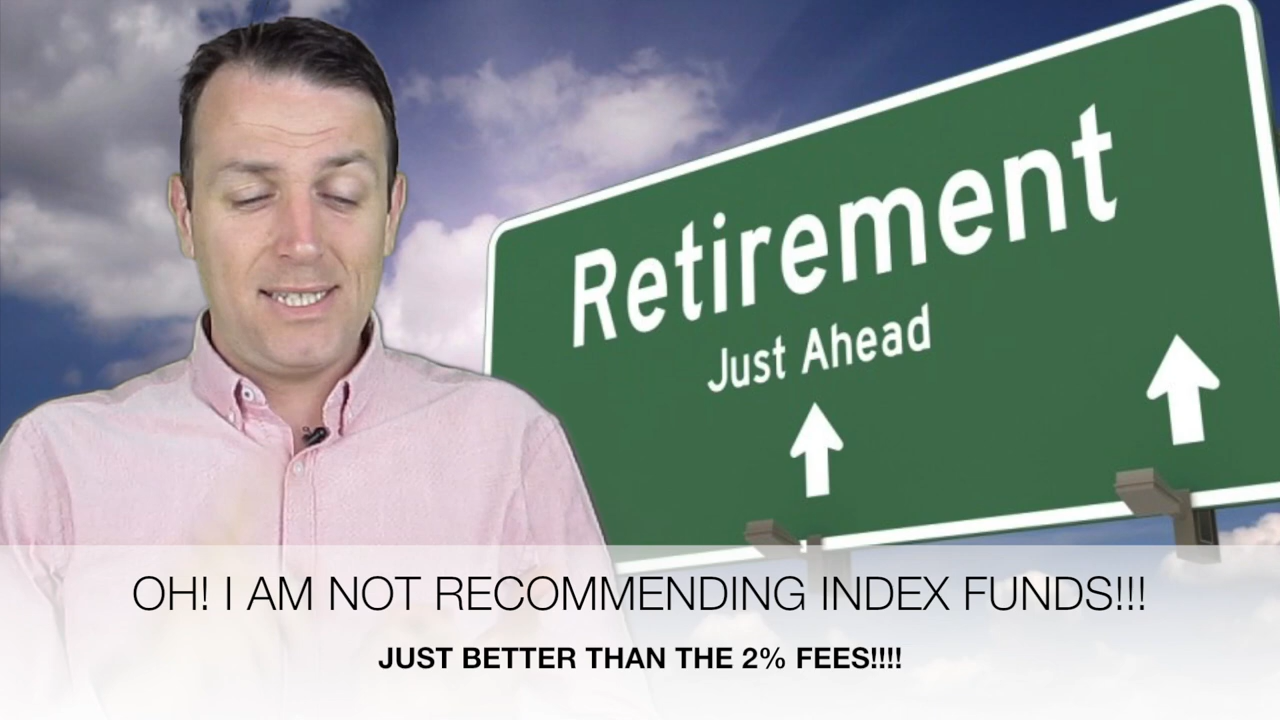 Retirement
Just Ahead
OH! I AM NOT RECOMMENDING INDEX FUNDS!!!
JUST BETTER THAN THE 2% FEES!!!!